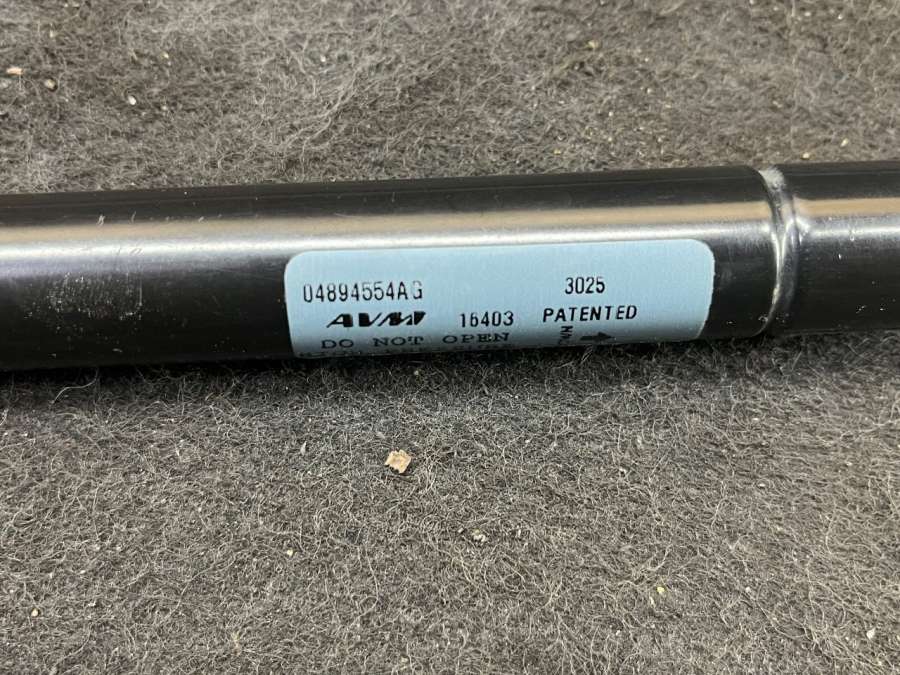 04894554AG 3025
AVM 16403 PATENTED
DO NOT OPEN